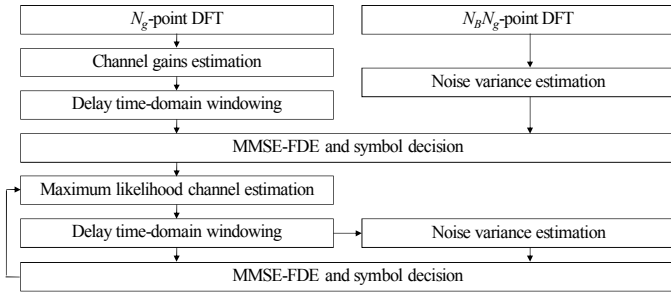 N_g-point DFT
N_BN_g-point DFT
Channel gains estimation
Noise variance estimation
Delay time-domain windowing
MMSE-FDE and symbol decision
Maximum likelihood channel estimation
Delay time-domain windowing
Noise variance estimation
MMSE-FDE and symbol decision